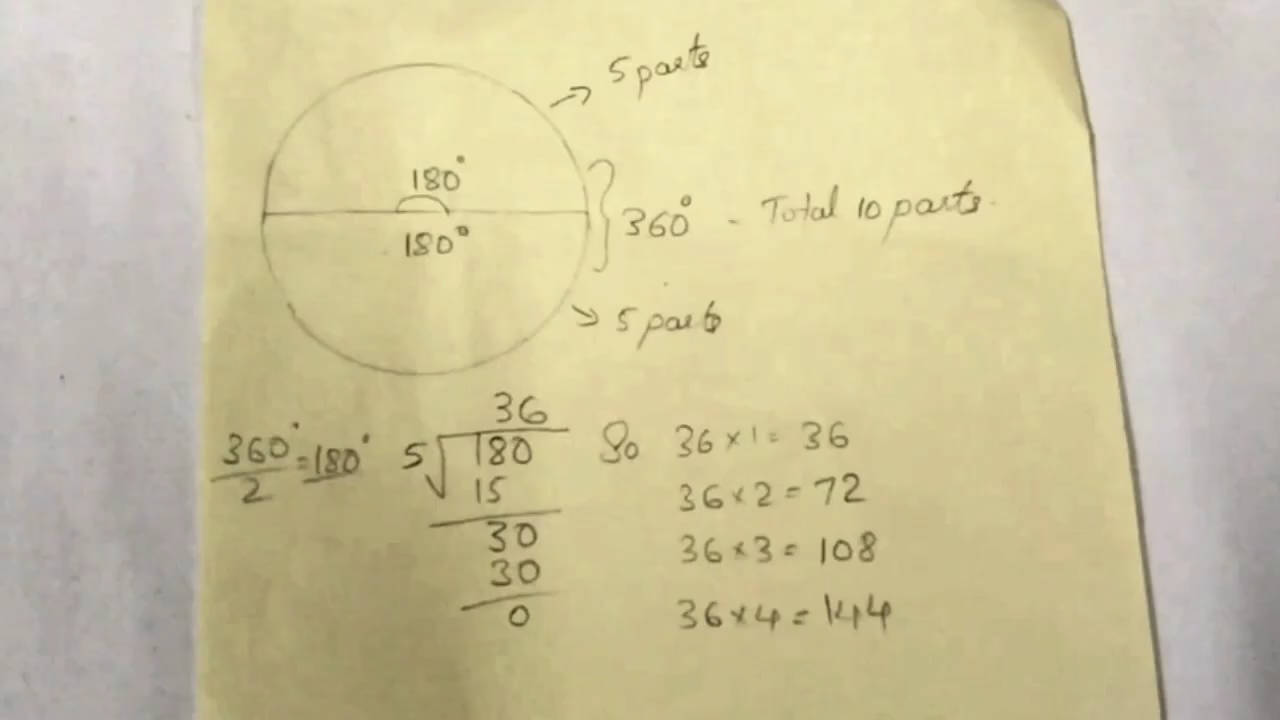 5 parts
180°
180°
360° - Total 10 parts.
5 parts
360°/2 = 180°
36
5 √180
15
30
30
0
So 36 × 1 = 36
36 × 2 = 72
36 × 3 = 108
36 × 4 = 144